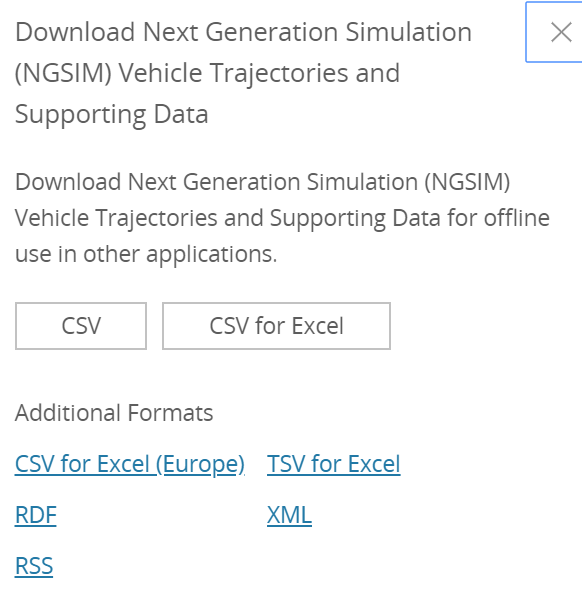 Download Next Generation Simulation
(NGSIM) Vehicle Trajectories and
Supporting Data
Download Next Generation Simulation (NGSIM)
Vehicle Trajectories and Supporting Data for offline
use in other applications.
CSV
CSV for Excel
Additional Formats
CSV for Excel (Europe)
TSV for Excel
RDF
XML
RSS